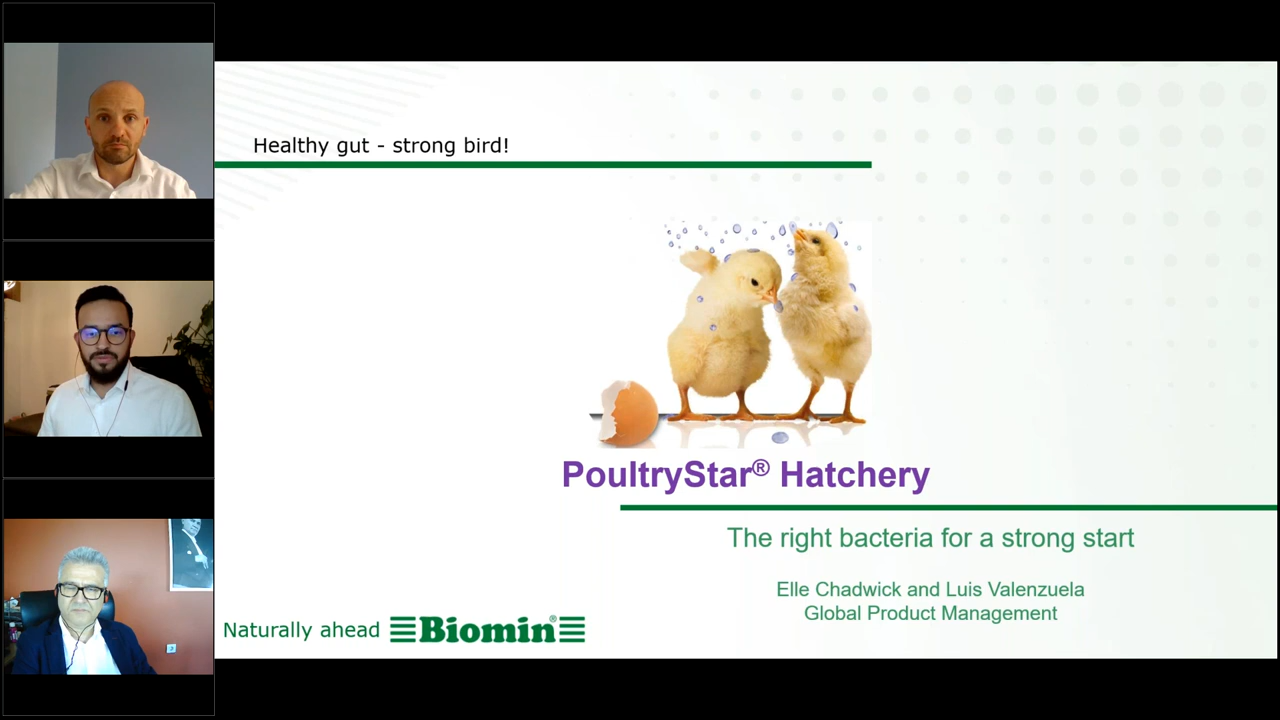 Healthy gut - strong bird!
PoultryStar® Hatchery
The right bacteria for a strong start
Elle Chadwick and Luis Valenzuela
Global Product Management
Naturally ahead Biomin®